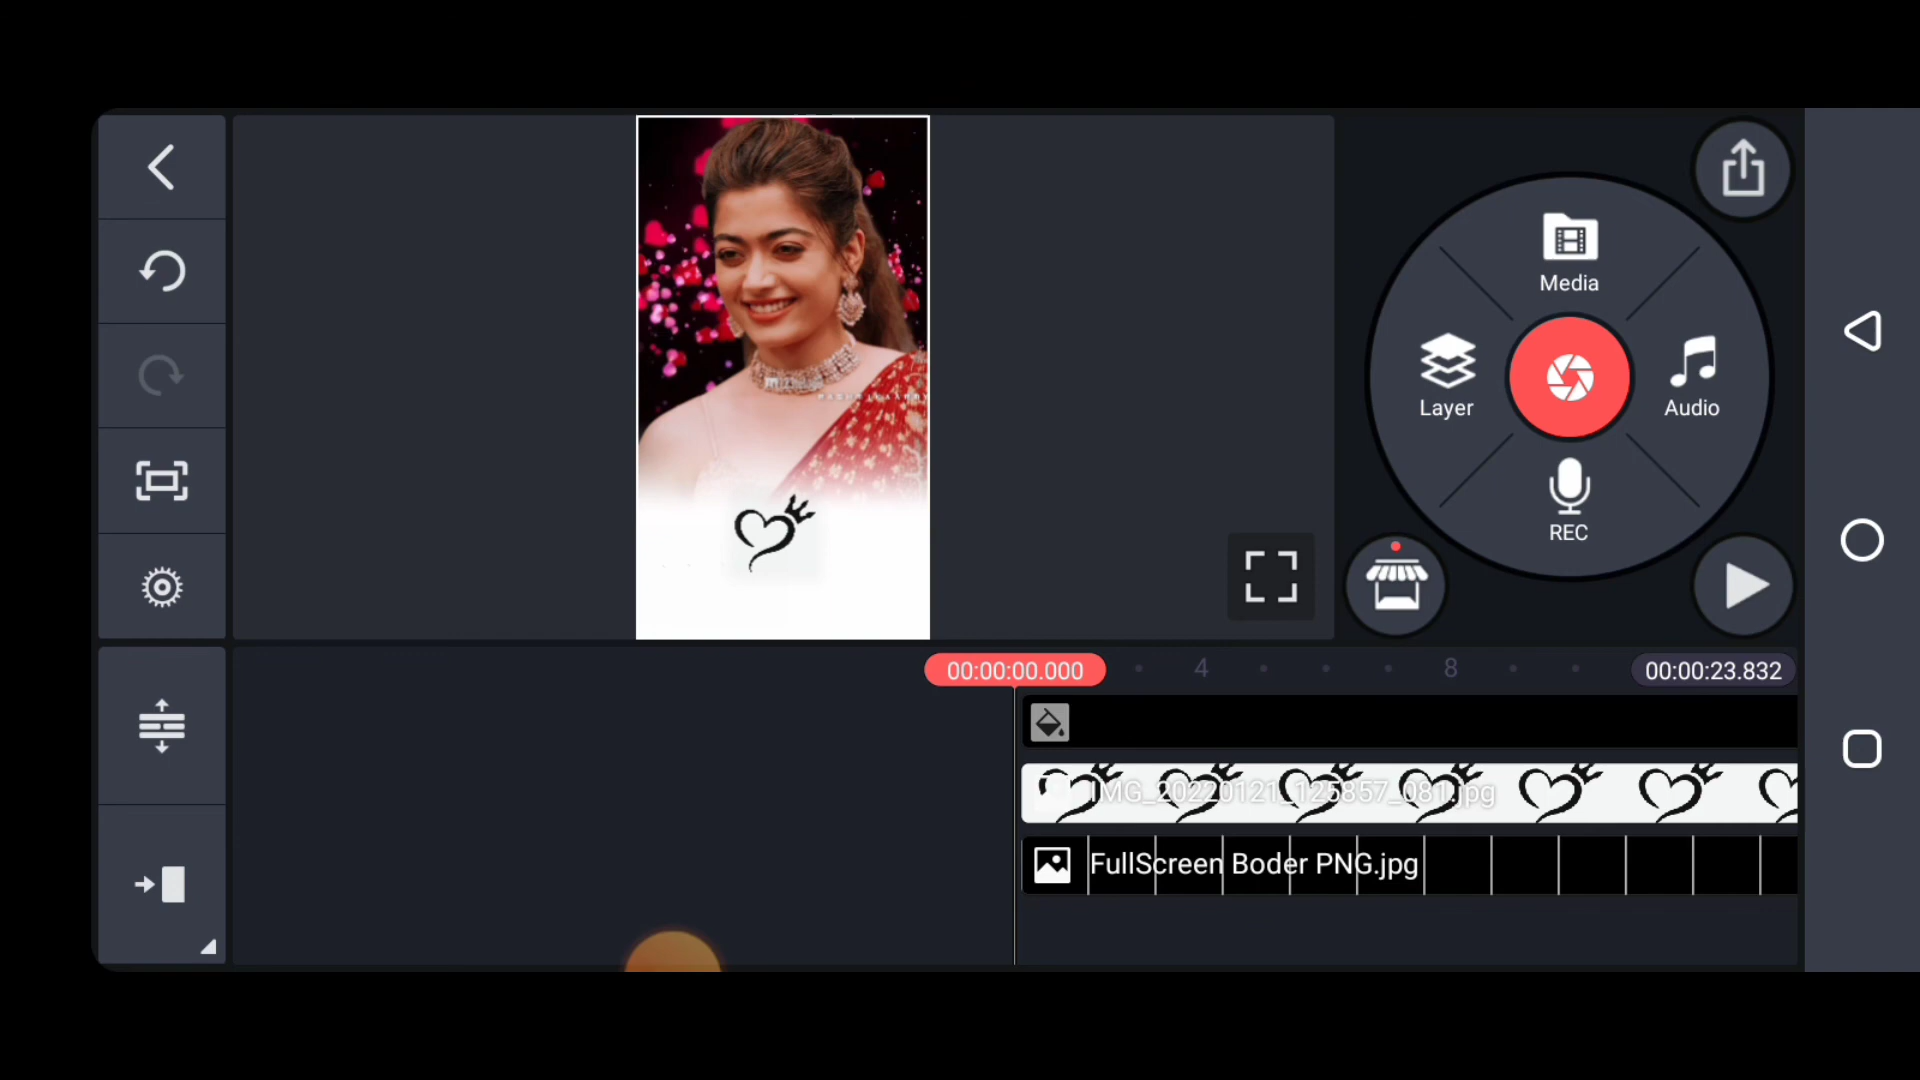 Media
Layer
Audio
REC
00:00:00.000
4
8
00:00:23.832
IMG_20220121_125857_081.jpg
FullScreen Boder PNG.jpg